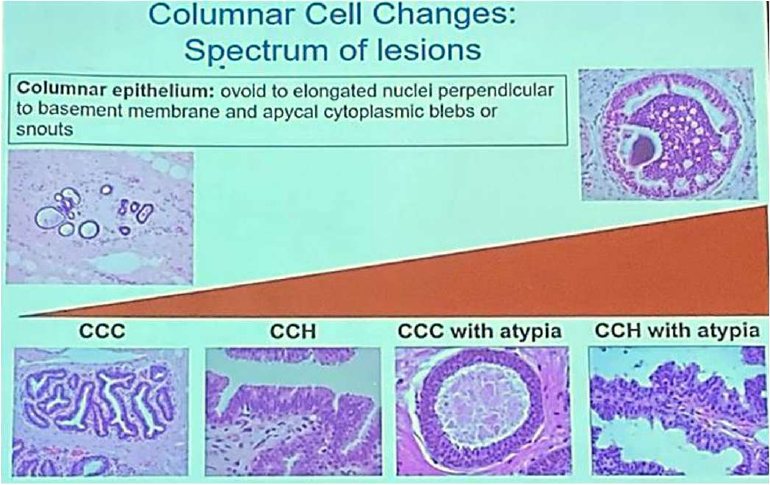 Columnar Cell Changes:
Spectrum of lesions
Columnar epithelium: ovoid to elongated nuclei perpendicular
to basement membrane and apycal cytoplasmic blebs or
snouts
CCC
CCH
CCC with atypia
CCH with atypia